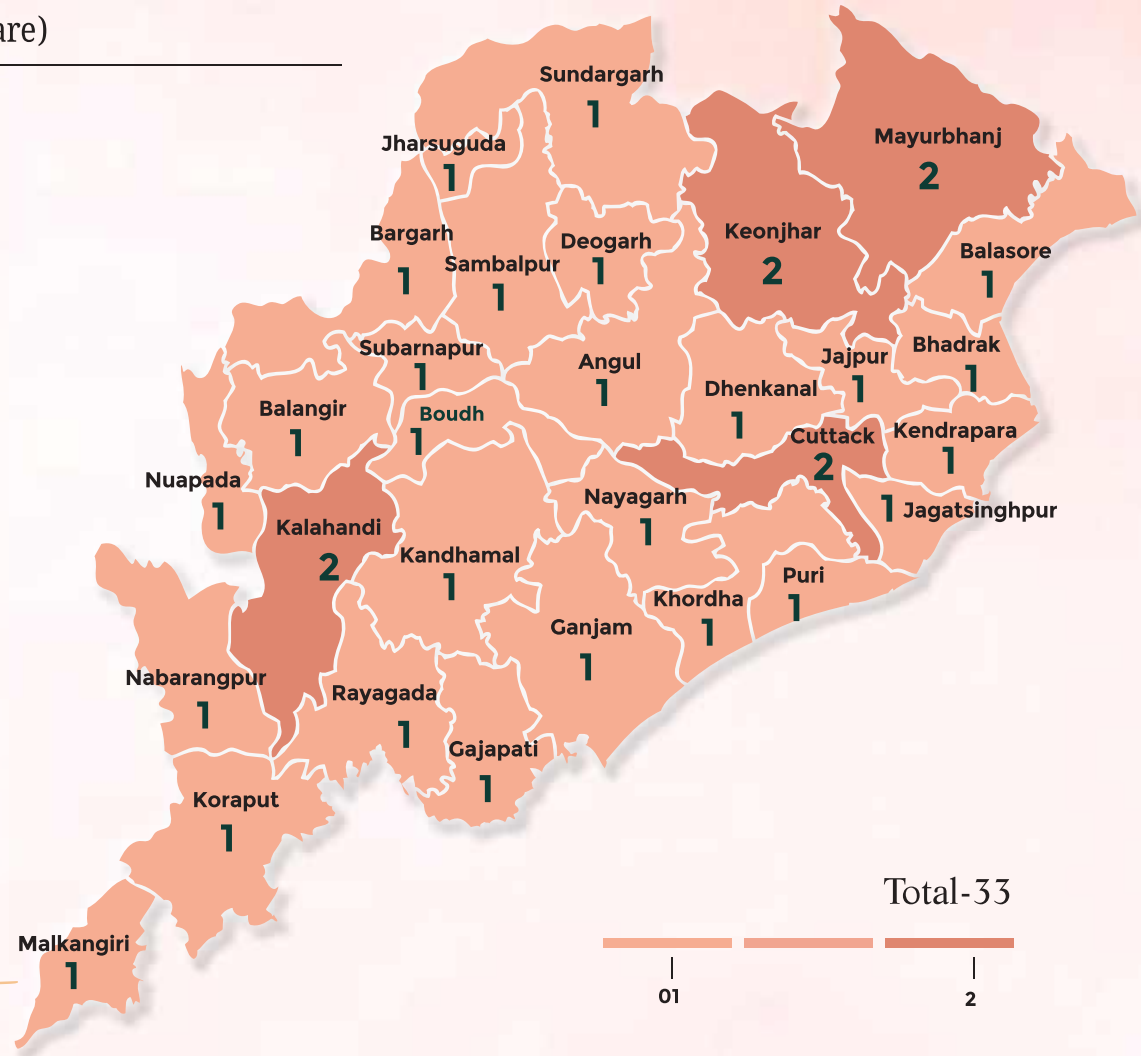 are)
Sundargarh
1
Mayurbhanj
2
Jharsuguda
1
Keonjhar
2
Bargarh
1
Deogarh
1
Sambalpur
1
Balasore
1
Subarnapur
1
Angul
1
Jajpur
1
Bhadrak
1
Dhenkanal
1
Balangir
1
Boudh
1
Cuttack
2
Kendrapara
1
Nuapada
1
Nayagarh
1
1 Jagatsinghpur
Kalahandi
2
Kandhamal
1
Puri
1
Khordha
1
Ganjam
1
Nabarangpur
1
Rayagada
1
Gajapati
1
Koraput
1
Malkangiri
1
Total-33
01
2